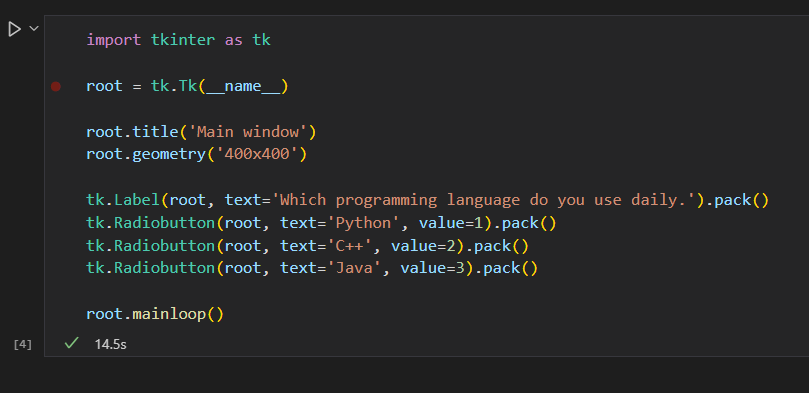 import tkinter as tk
root = tk.Tk(__name__)
root.title('Main window')
root.geometry('400x400')
tk.Label(root, text='Which programming language do you use daily.').pack()
tk.Radiobutton(root, text='Python', value=1).pack()
tk.Radiobutton(root, text='C++', value=2).pack()
tk.Radiobutton(root, text='Java', value=3).pack()
root.mainloop()
[4] 14.5s